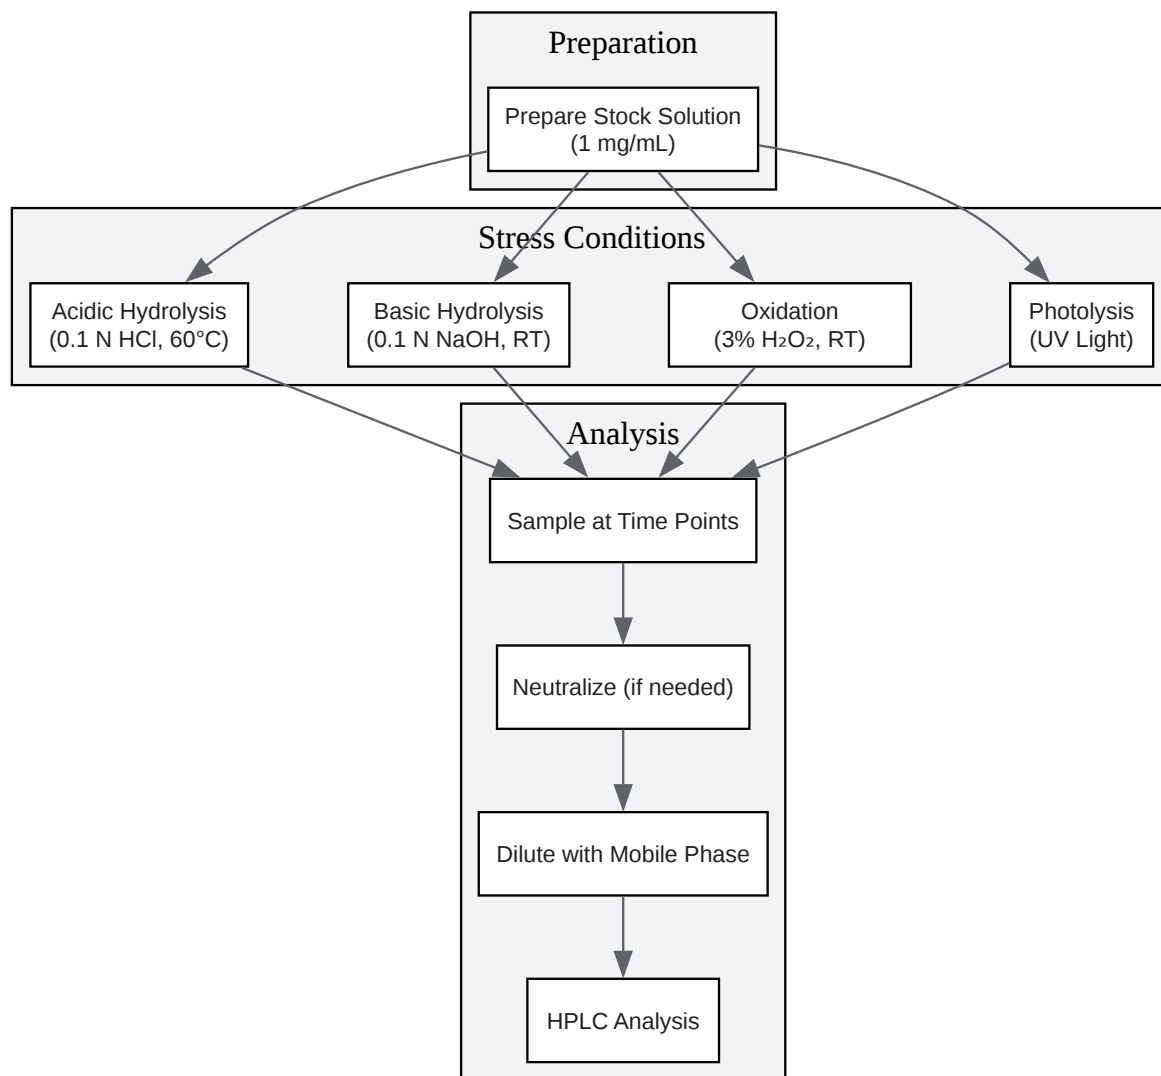 Preparation
Prepare Stock Solution
(1 mg/mL)
Stress Conditions
Acidic Hydrolysis
(0.1 N HCl, 60°C)
Basic Hydrolysis
(0.1 N NaOH, RT)
Oxidation
(3% H₂O₂, RT)
Photolysis
(UV Light)
Analysis
Sample at Time Points
Neutralize (if needed)
Dilute with Mobile Phase
HPLC Analysis